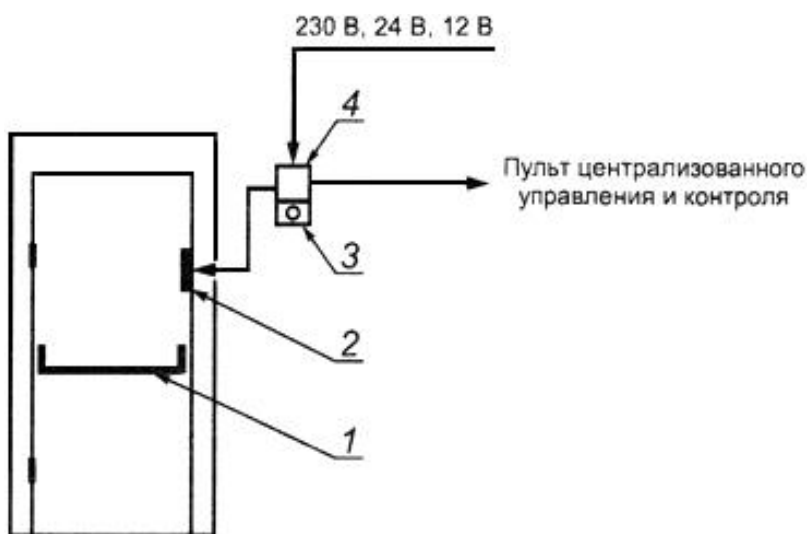 230 В, 24 В, 12 В
4
Пульт централизованного
управления и контроля
3
2
1